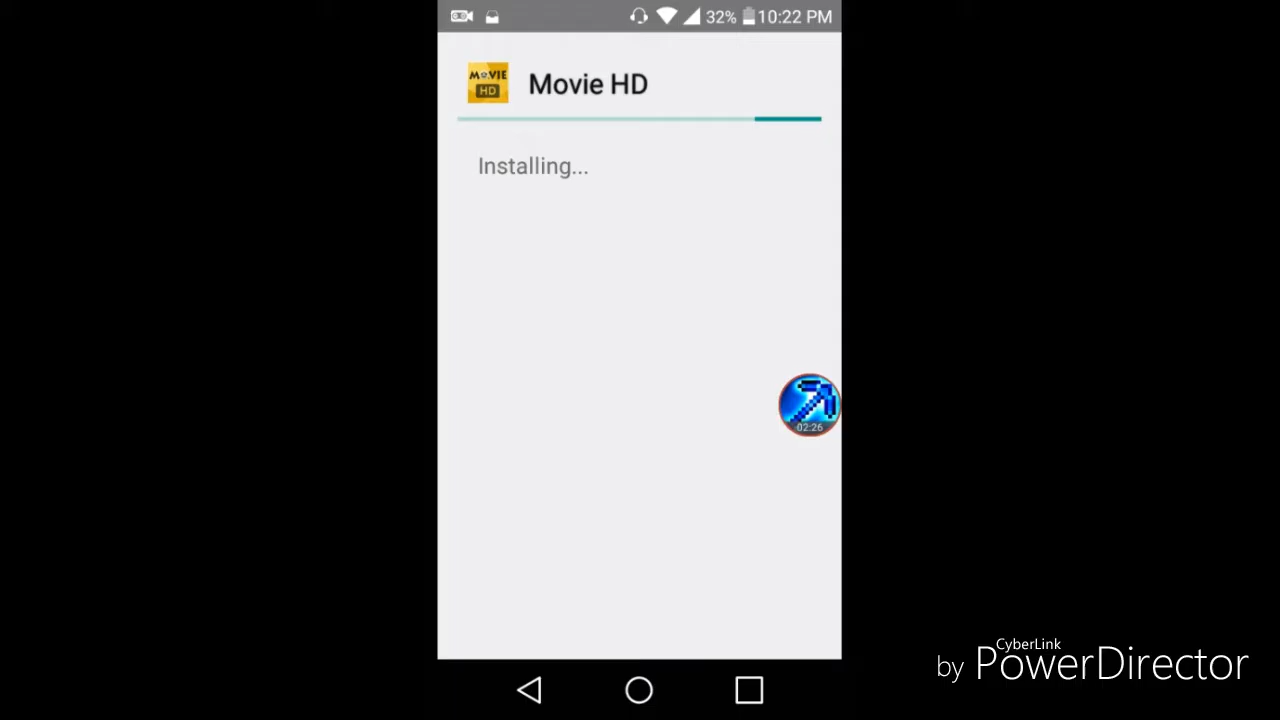 32% 10:22 PM
MOVIE
HD
Movie HD
Installing...
02:26
CyberLink
by PowerDirector